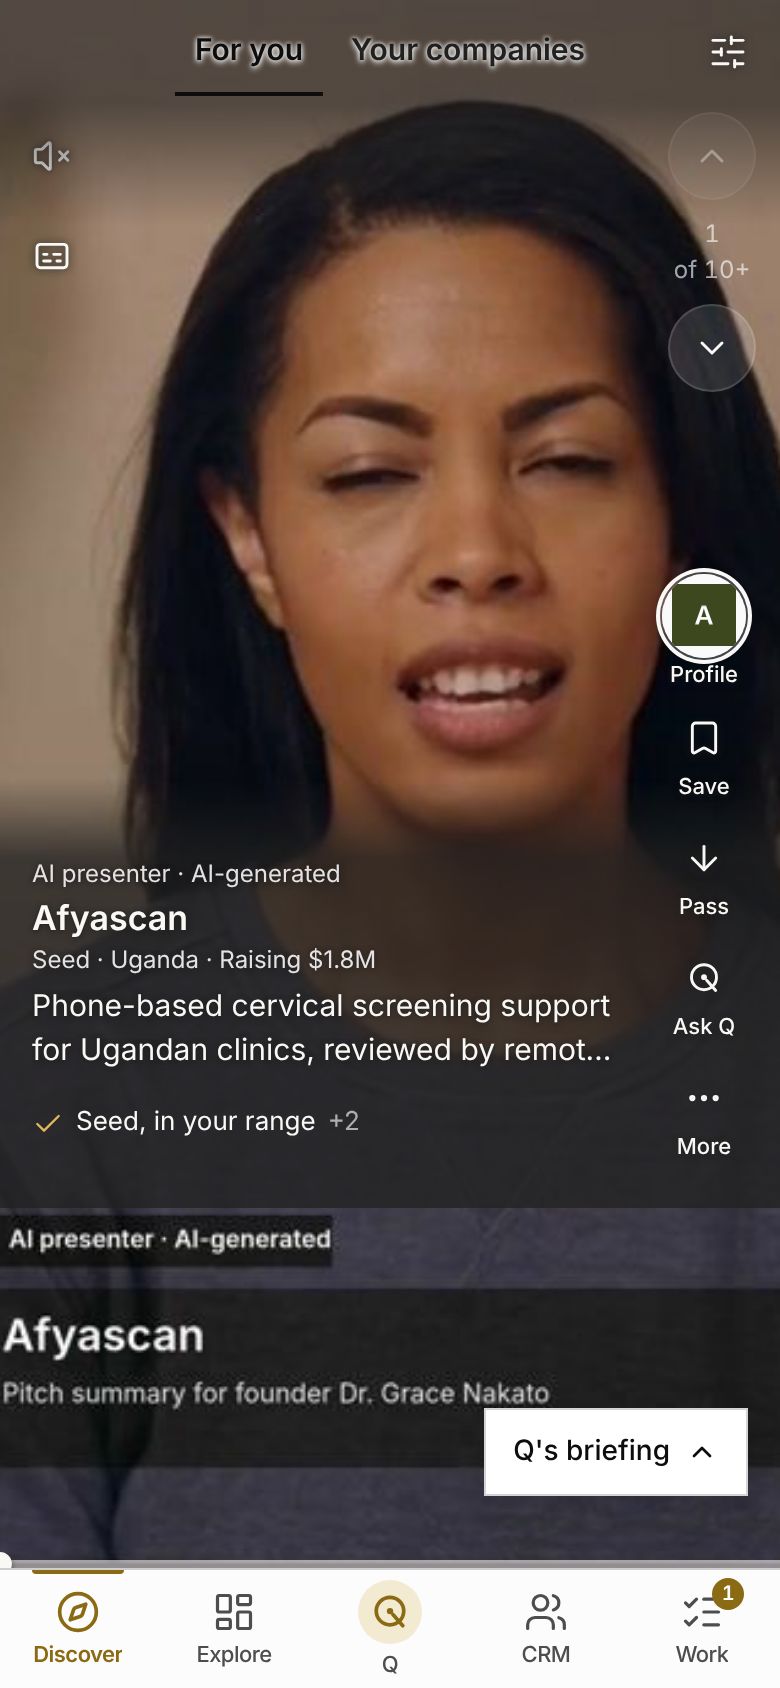 For you
Your companies
1
of 10+
A
Profile
Save
Pass
Ask Q
More
AI presenter · AI-generated
Afyascan
Seed · Uganda · Raising $1.8M
Phone-based cervical screening support
for Ugandan clinics, reviewed by remot...
Seed, in your range +2
AI presenter · AI-generated
Afyascan
Pitch summary for founder Dr. Grace Nakato
Q's briefing
Discover
Explore
Q
CRM
1
Work